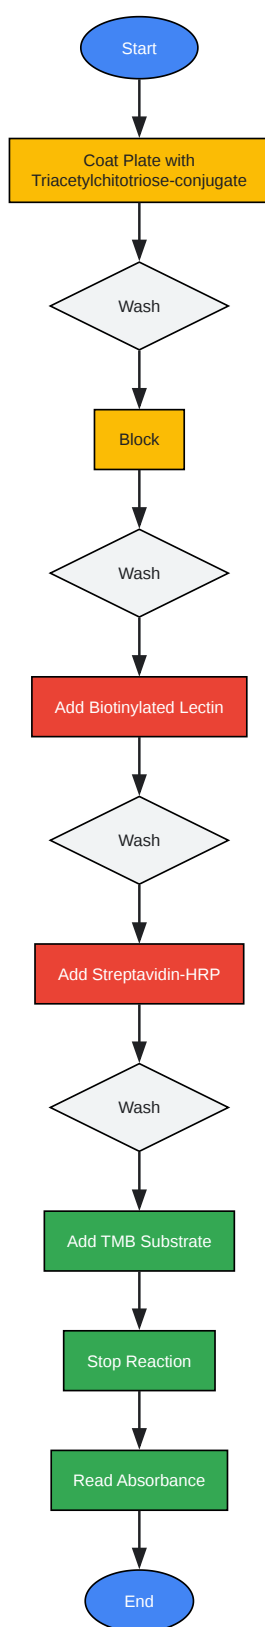 Start
Coat Plate with
Triacetylchitotriose-conjugate
Wash
Block
Wash
Add Biotinylated Lectin
Wash
Add Streptavidin-HRP
Wash
Add TMB Substrate
Stop Reaction
Read Absorbance
End